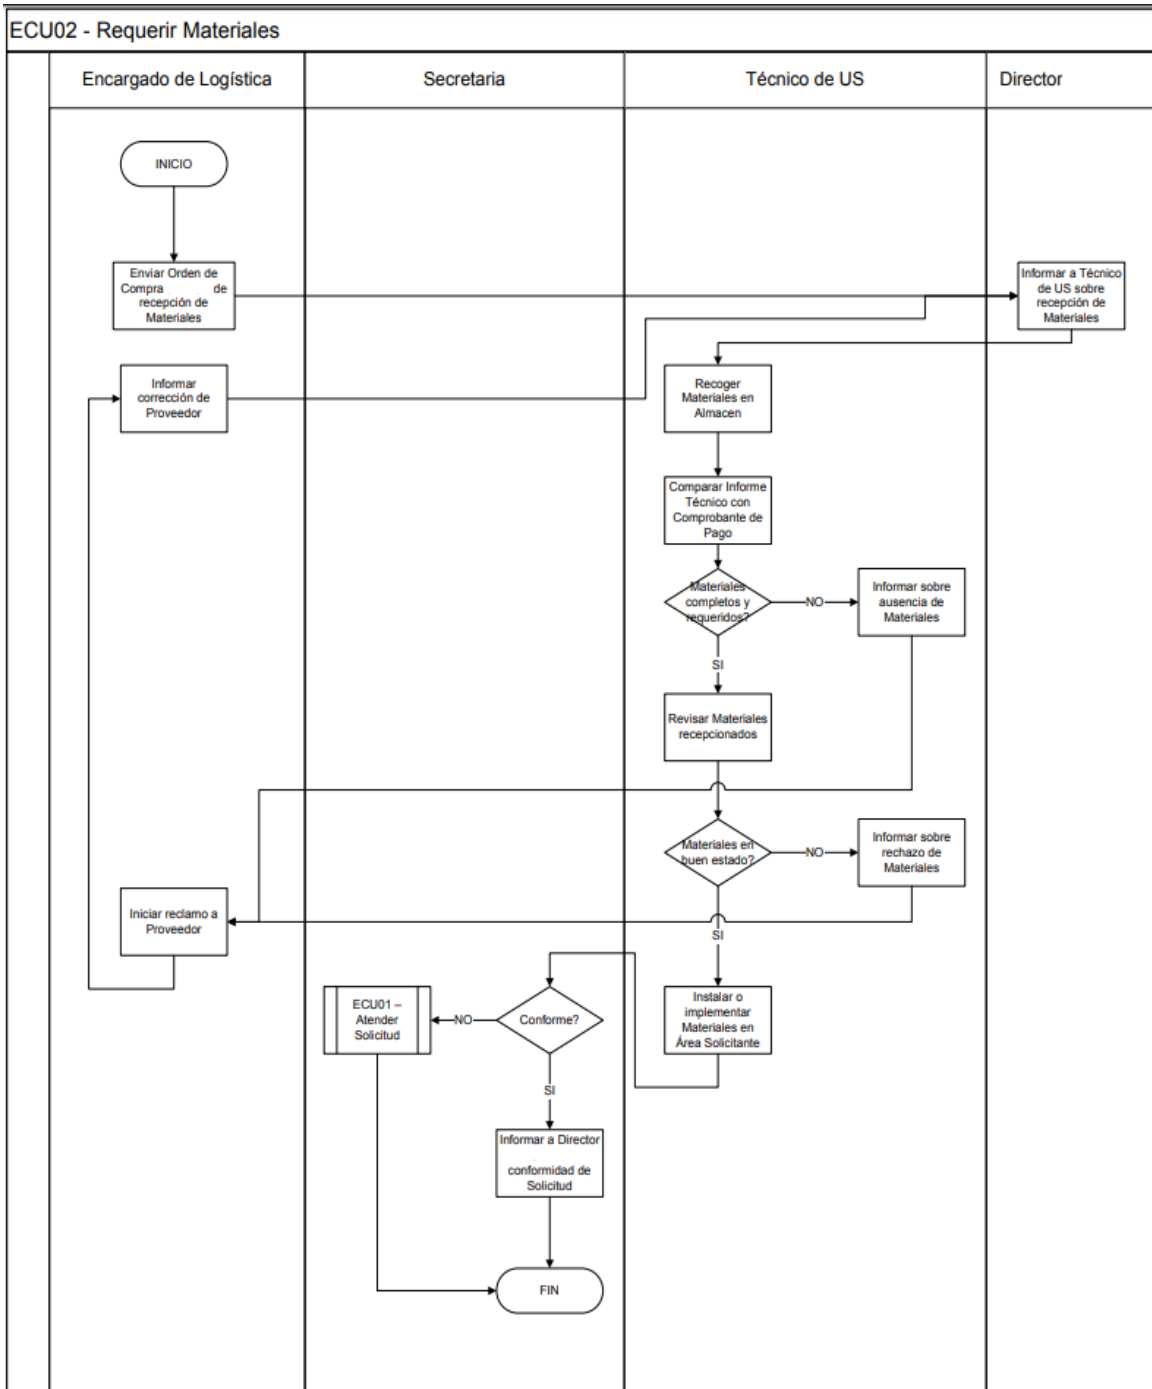 ECU02 - Requerir Materiales
Encargado de Logística
Secretaria
Técnico de US
Director
INICIO
Enviar Orden de
Compra de
recepción de
Materiales
Informar a Técnico
de US sobre
recepción de
Materiales
Informar
corrección de
Proveedor
Recoger
Materiales en
Almacen
Comparar Informe
Técnico con
Comprobante de
Pago
Materiales
completos y
requeridos?
NO
Informar sobre
ausencia de
Materiales
SI
Revisar Materiales
recepcionados
Materiales en
buen estado?
NO
Informar sobre
rechazo de
Materiales
Iniciar reclamo a
Proveedor
SI
ECU01 –
Atender
Solicitud
NO
Conforme?
Instalar o
implementar
Materiales en
Área Solicitante
SI
Informar a Director
conformidad de
Solicitud
FIN